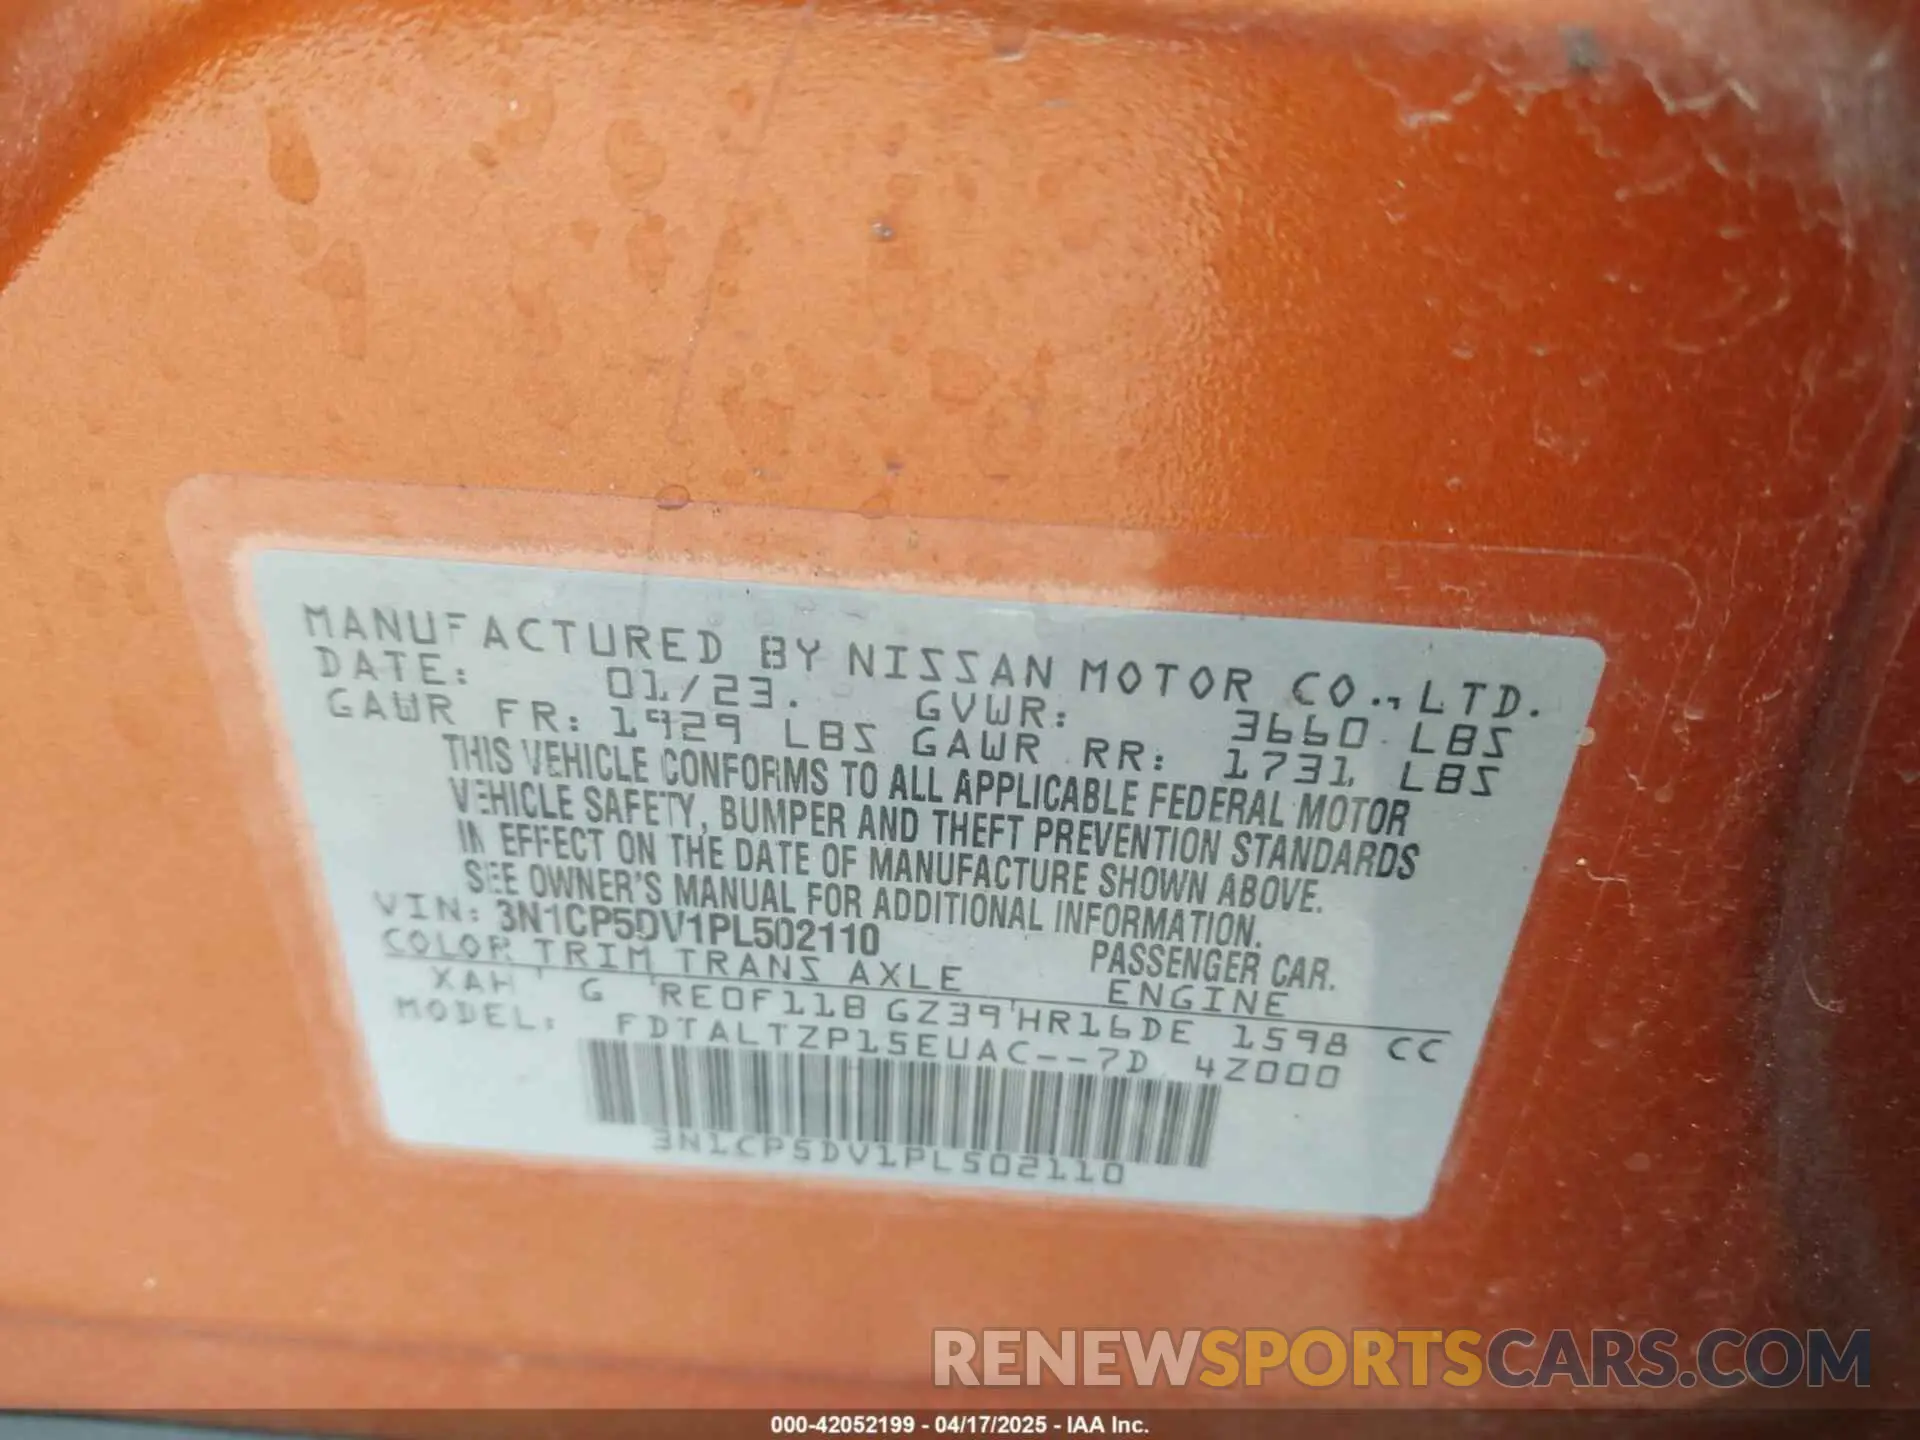 MANUFACTURED BY NISSAN MOTOR CO., LTD.
DATE: 01/23. GVWR: 3660 LBS
GAWR FR: 1929 LBS GAWR RR: 1731 LBS
THIS VEHICLE CONFORMS TO ALL APPLICABLE FEDERAL MOTOR
VEHICLE SAFETY, BUMPER AND THEFT PREVENTION STANDARDS
IN EFFECT ON THE DATE OF MANUFACTURE SHOWN ABOVE.
SEE OWNER'S MANUAL FOR ADDITIONAL INFORMATION.
VIN: 3N1CP5DV1PL502110 PASSENGER CAR.
COLOR TRIM TRANS AXLE ENGINE
XAH G RE0F11B GZ39 HR16DE 1598 CC
MODEL: FDTALTZP15EUAC--7D 4Z000
3N1CP5DV1PL502110
RENEWSPORTSCARS.COM
000-42052199 - 04/17/2025 - IAA Inc.